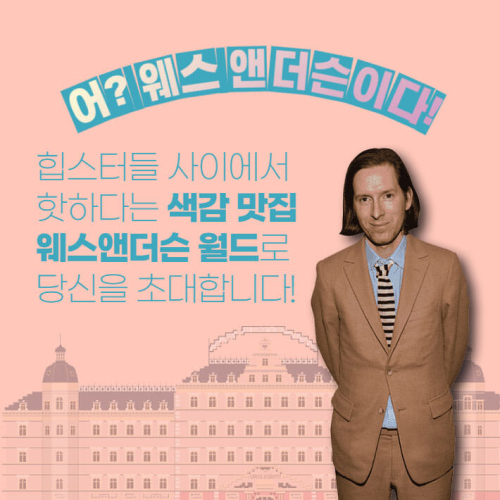 어? 웨스 앤더슨이다!
힙스터들 사이에서
핫하다는 색감 맛집
웨스앤더슨 월드로
당신을 초대합니다!